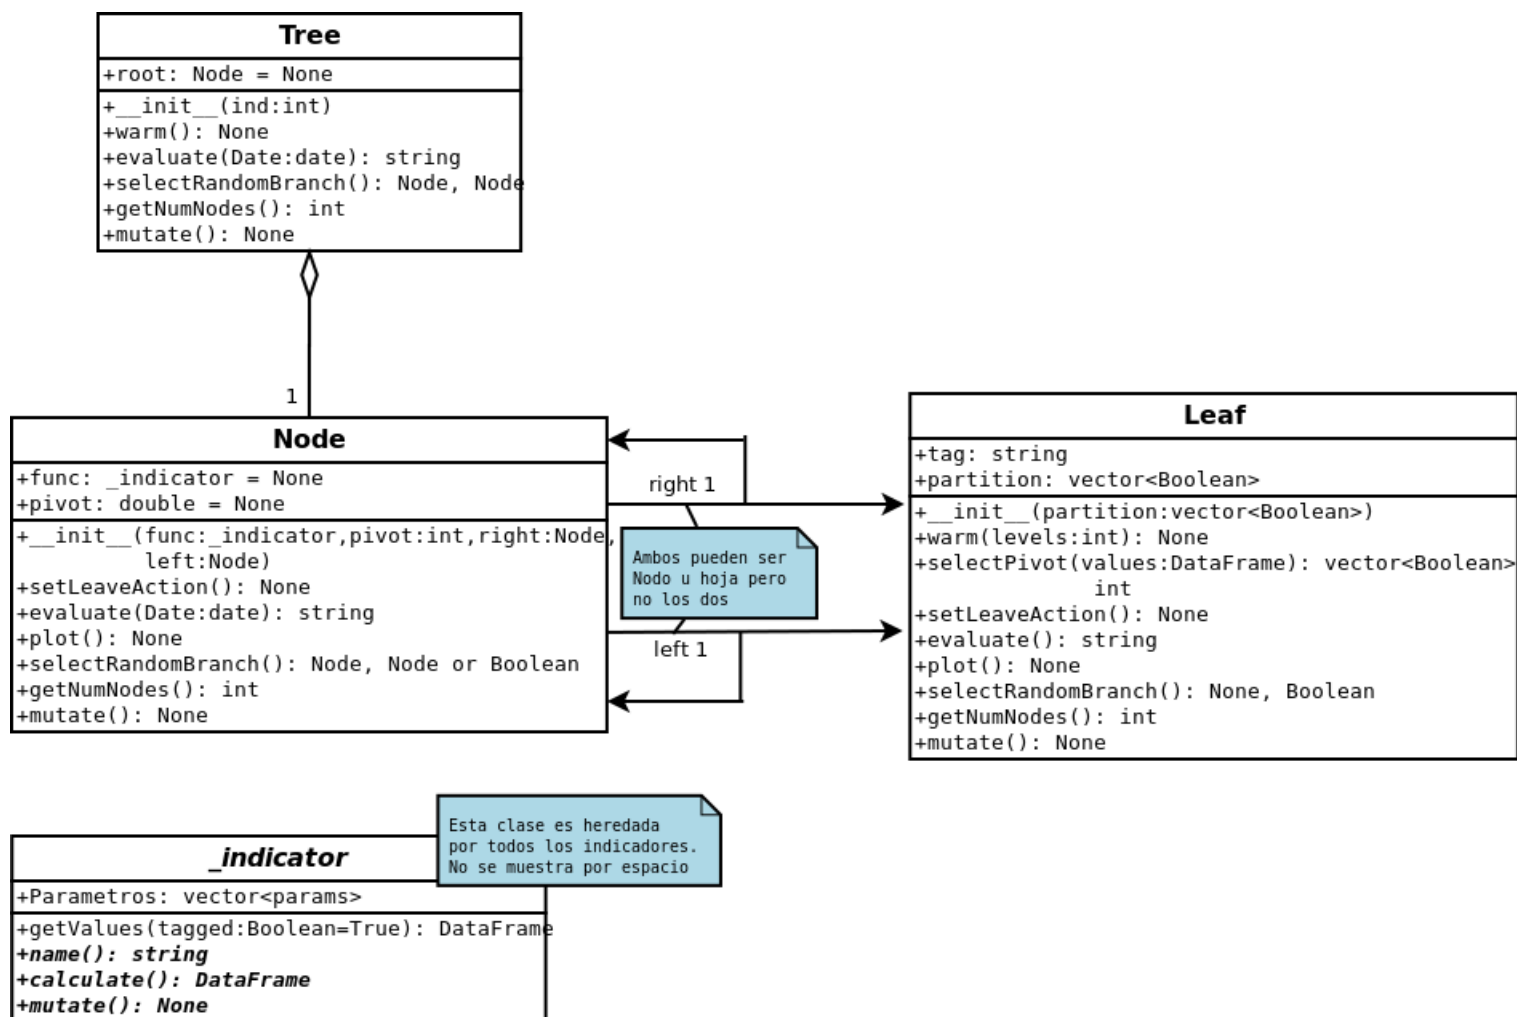 Tree
+root: Node = None
+__init__(ind:int)
+warm(): None
+evaluate(Date:date): string
+selectRandomBranch(): Node, Node
+getNumNodes(): int
+mutate(): None
1
Node
+func: _indicator = None
+pivot: double = None
+__init__(func:_indicator,pivot:int,right:Node,
left:Node)
+setLeaveAction(): None
+evaluate(Date:date): string
+plot(): None
+selectRandomBranch(): Node, Node or Boolean
+getNumNodes(): int
+mutate(): None
right 1
Ambos pueden ser
Nodo u hoja pero
no los dos
left 1
Leaf
+tag: string
+partition: vector<Boolean>
+__init__(partition:vector<Boolean>)
+warm(levels:int): None
+selectPivot(values:DataFrame): vector<Boolean>
int
+setLeaveAction(): None
+evaluate(): string
+plot(): None
+selectRandomBranch(): None, Boolean
+getNumNodes(): int
+mutate(): None
Esta clase es heredada
por todos los indicadores.
No se muestra por espacio
_indicator
+Parametros: vector<params>
+getValues(tagged:Boolean=True): DataFrame
+name(): string
+calculate(): DataFrame
+mutate(): None